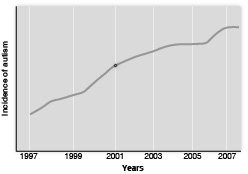 Incidence of autism
1997 1999 2001 2003 2005 2007
Years